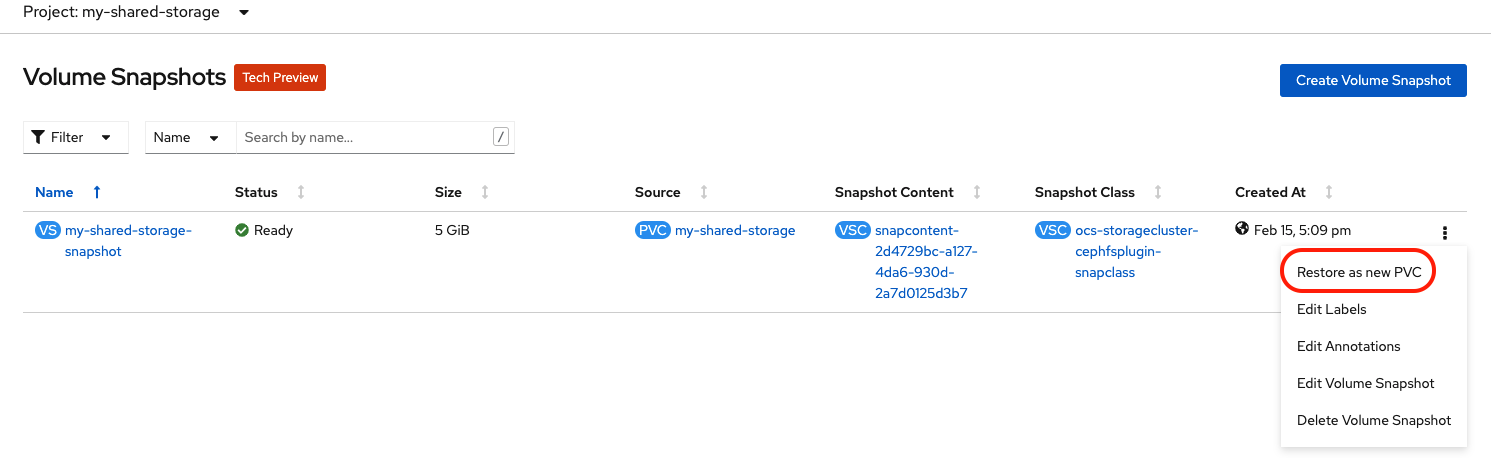 Project: my-shared-storage
Volume Snapshots Tech Preview Create Volume Snapshot
Filter Name Search by name... /
Name Status Size Source Snapshot Content Snapshot Class Created At
VS my-shared-storage- Ready 5 GiB PVC my-shared-storage VSC snapcontent- VSC ocs-storagecluster- Feb 15, 5:09 pm
snapshot 2d4729bc-a127- cephfsplugin-
4da6-930d- snapclass
2a7d0125d3b7
Restore as new PVC
Edit Labels
Edit Annotations
Edit Volume Snapshot
Delete Volume Snapshot